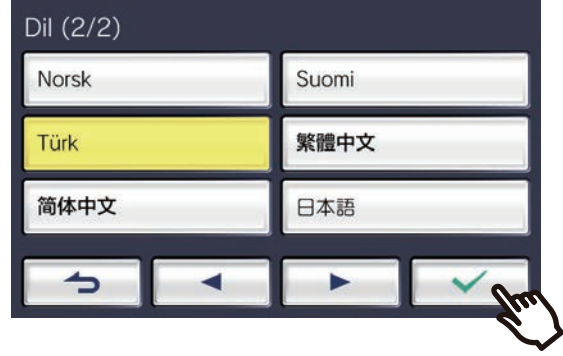 Dil (2/2)
Norsk
Suomi
Türk
繁體中文
简体中文
日本語